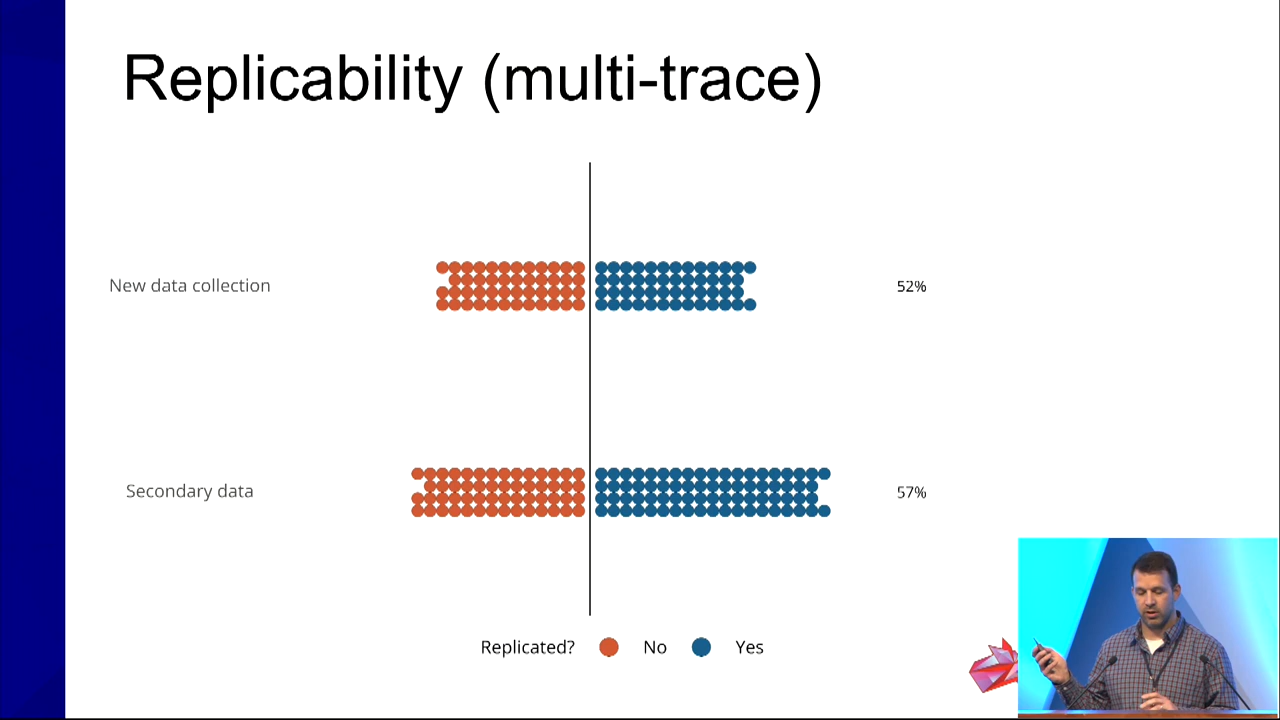 Replicability (multi-trace)
New data collection
52%
Secondary data
57%
Replicated? No Yes